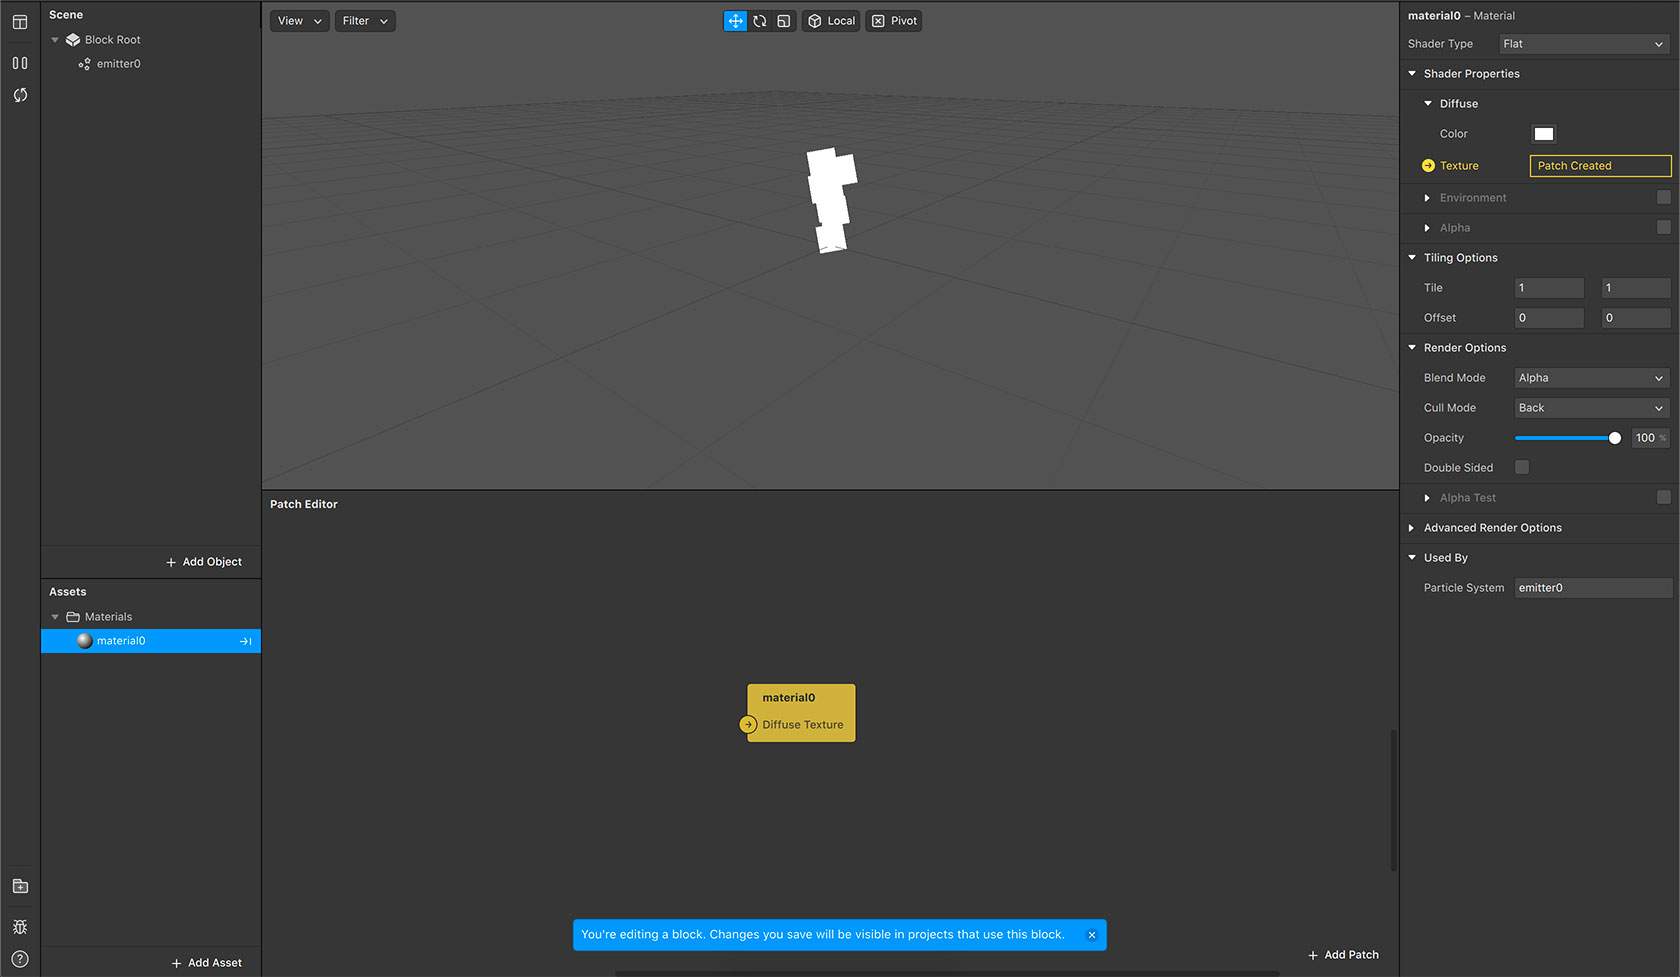 Scene
Block Root
emitter0
Add Object
Assets
Materials
material0
Add Asset
View
Filter
Local
Pivot
Patch Editor
material0
Diffuse Texture
You're editing a block. Changes you save will be visible in projects that use this block.
Add Patch
material0 – Material
Shader Type Flat
Shader Properties
Diffuse
Color
Texture Patch Created
Environment
Alpha
Tiling Options
Tile 1 1
Offset 0 0
Render Options
Blend Mode Alpha
Cull Mode Back
Opacity 100 %
Double Sided
Alpha Test
Advanced Render Options
Used By
Particle System emitter0